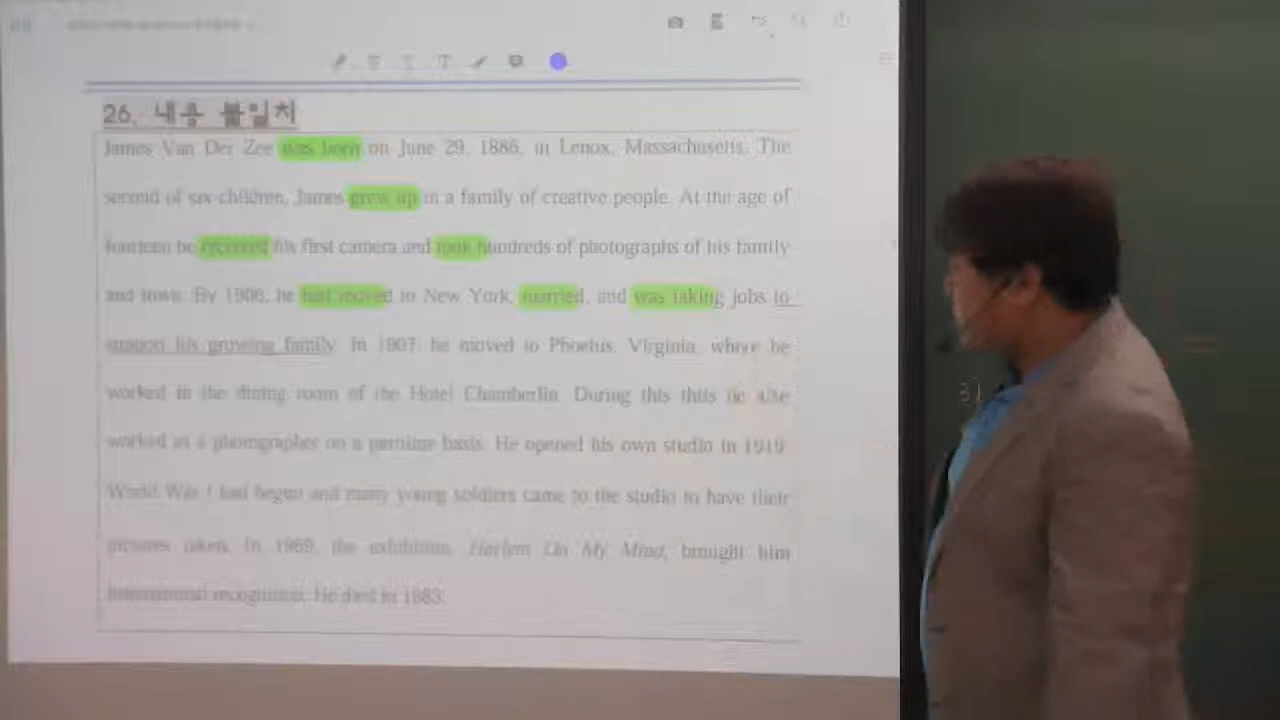 26. 내용 불일치
James Van Der Zee was born on June 29, 1886, in Lenox, Massachusetts. The
second of six children, James grew up in a family of creative people. At the age of
fourteen he received his first camera and took hundreds of photographs of his family
and town. By 1906, he had moved to New York, married, and was taking jobs to
support his growing family. In 1907, he moved to Phoetus, Virginia, where he
worked in the dining room of the Hotel Chamberlin. During this he also
worked as a photographer on a parttime basis. He opened his own studio in 1919.
World War I had begun and many young soldiers came to the studio to have their
pictures taken. In 1969, the exhibition, Harlem On My Mind, brought him
international recognition. He died in 1983.
3)